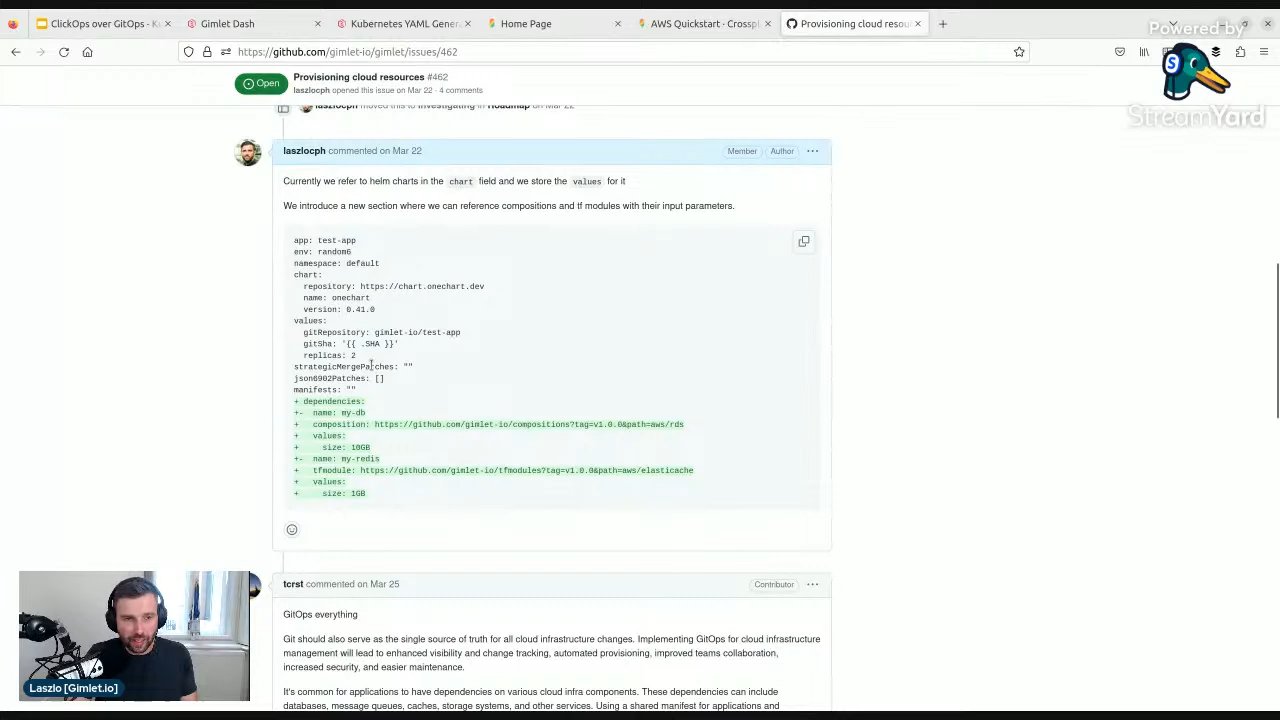 ClickOps over GitOps - K
Gimlet Dash
Kubernetes YAML Gener
Home Page
AWS Quickstart · Crosspl
Provisioning cloud resou
Powered by
https://github.com/gimlet-io/gimlet/issues/462
StreamYard
Open
Provisioning cloud resources #462
laszlocph opened this issue on Mar 22 · 4 comments
laszlocph moved this to Investigating in Roadmap on Mar 22
laszlocph commented on Mar 22
Member
Author
Currently we refer to helm charts in the chart field and we store the values for it
We introduce a new section where we can reference compositions and tf modules with their input parameters.
app: test-app
env: random6
namespace: default
chart:
  repository: https://chart.onechart.dev
  name: onechart
  version: 0.41.0
values:
  gitRepository: gimlet-io/test-app
  gitSha: '{{ .SHA }}'
  replicas: 2
strategicMergePatches: ""
json6902Patches: []
manifests: ""
+ dependencies:
+-  name: my-db
+   composition: https://github.com/gimlet-io/compositions?tag=v1.0.0&path=aws/rds
+   values:
+     size: 10GB
+-  name: my-redis
+   tfmodule: https://github.com/gimlet-io/tfmodules?tag=v1.0.0&path=aws/elasticache
+   values:
+     size: 1GB
tcrst commented on Mar 25
Contributor
GitOps everything
Git should also serve as the single source of truth for all cloud infrastructure changes. Implementing GitOps for cloud infrastructure
management will lead to enhanced visibility and change tracking, automated provisioning, improved teams collaboration,
increased security, and easier maintenance.
It's common for applications to have dependencies on various cloud infra components. These dependencies can include
databases, message queues, caches, storage systems, and other services. Using a shared manifest for applications and
Laszlo [Gimlet.io]